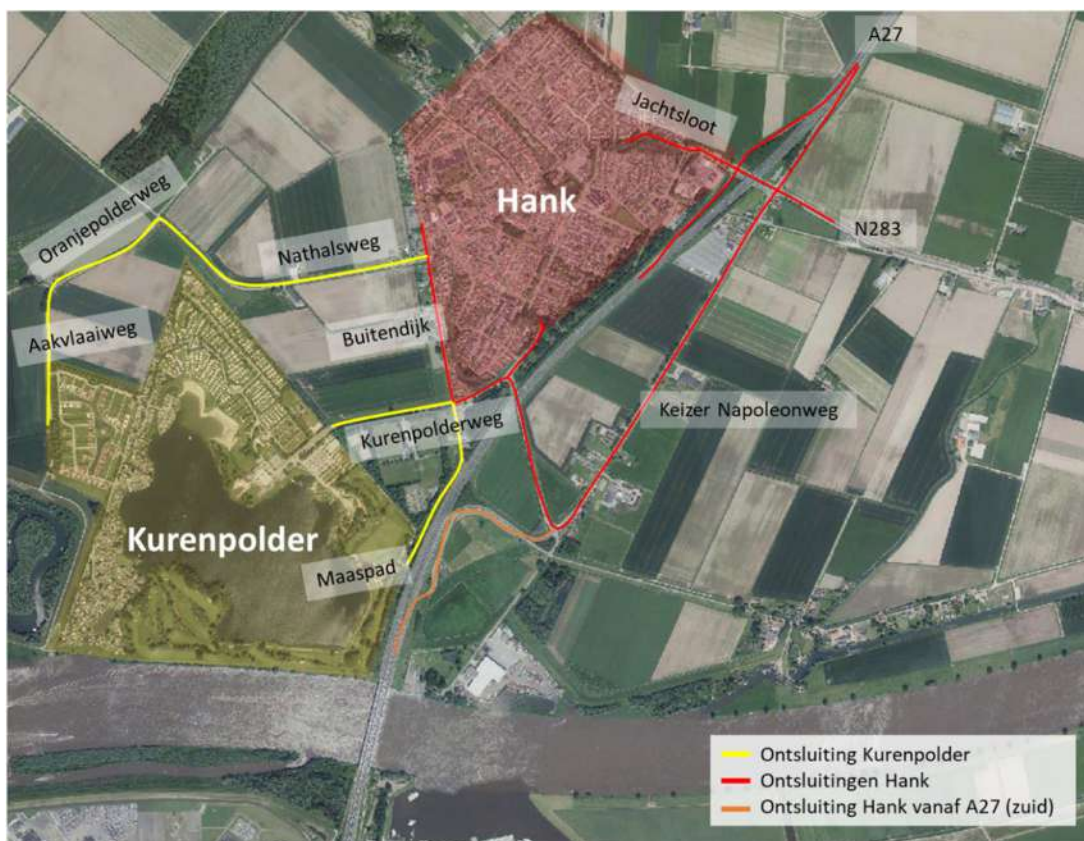 A27
Jachtsloot
Hank
N283
Oranjepolderweg
Nathalsweg
Aakvlaaiweg
Buitendijk
Kurenpolderweg
Keizer Napoleonweg
Kurenpolder
Maaspad
Ontsluiting Kurenpolder
Ontsluitingen Hank
Ontsluiting Hank vanaf A27 (zuid)